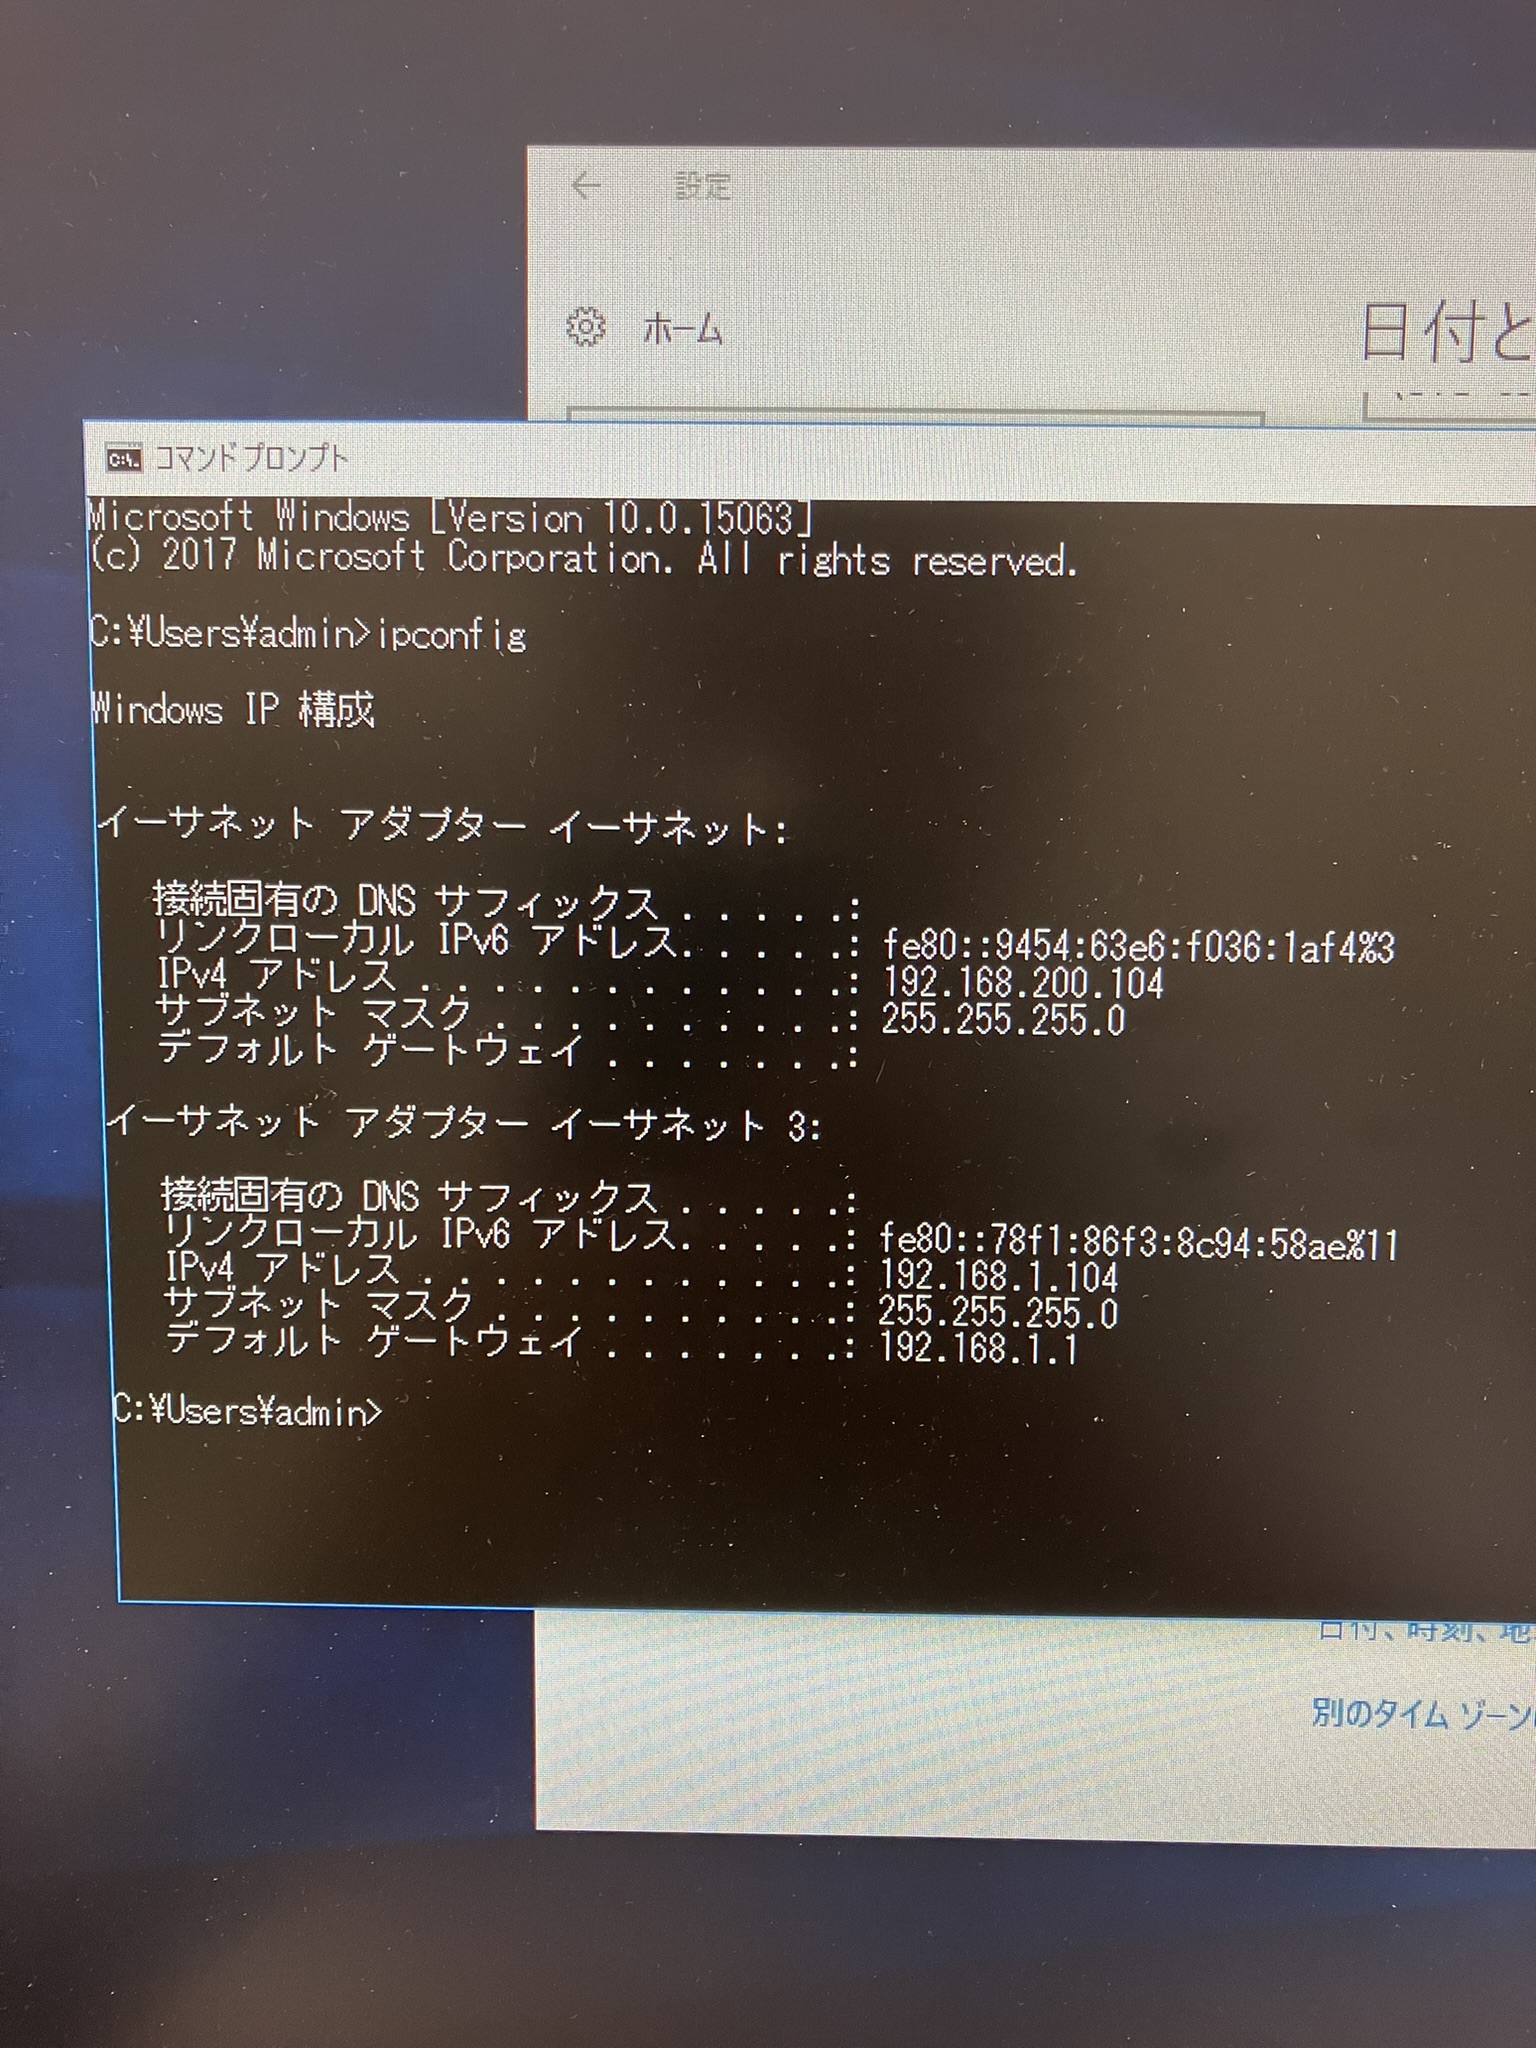 ← 設定
ホーム
日付と
コマンド プロンプト
Microsoft Windows [Version 10.0.15063]
(c) 2017 Microsoft Corporation. All rights reserved.
C:¥Users¥admin>ipconfig
Windows IP 構成
イーサネット アダプター イーサネット:
接続固有の DNS サフィックス . . . . .:
リンクローカル IPv6 アドレス. . . . .: fe80::9454:63e6:f036:1af4%3
IPv4 アドレス . . . . . . . . . . . .: 192.168.200.104
サブネット マスク . . . . . . . . . .: 255.255.255.0
デフォルト ゲートウェイ . . . . . . .:
イーサネット アダプター イーサネット 3:
接続固有の DNS サフィックス . . . . .:
リンクローカル IPv6 アドレス. . . . .: fe80::78f1:86f3:8c94:58ae%11
IPv4 アドレス . . . . . . . . . . . .: 192.168.1.104
サブネット マスク . . . . . . . . . .: 255.255.255.0
デフォルト ゲートウェイ . . . . . . .: 192.168.1.1
C:¥Users¥admin>
日付、時刻、地
別のタイム ゾーン